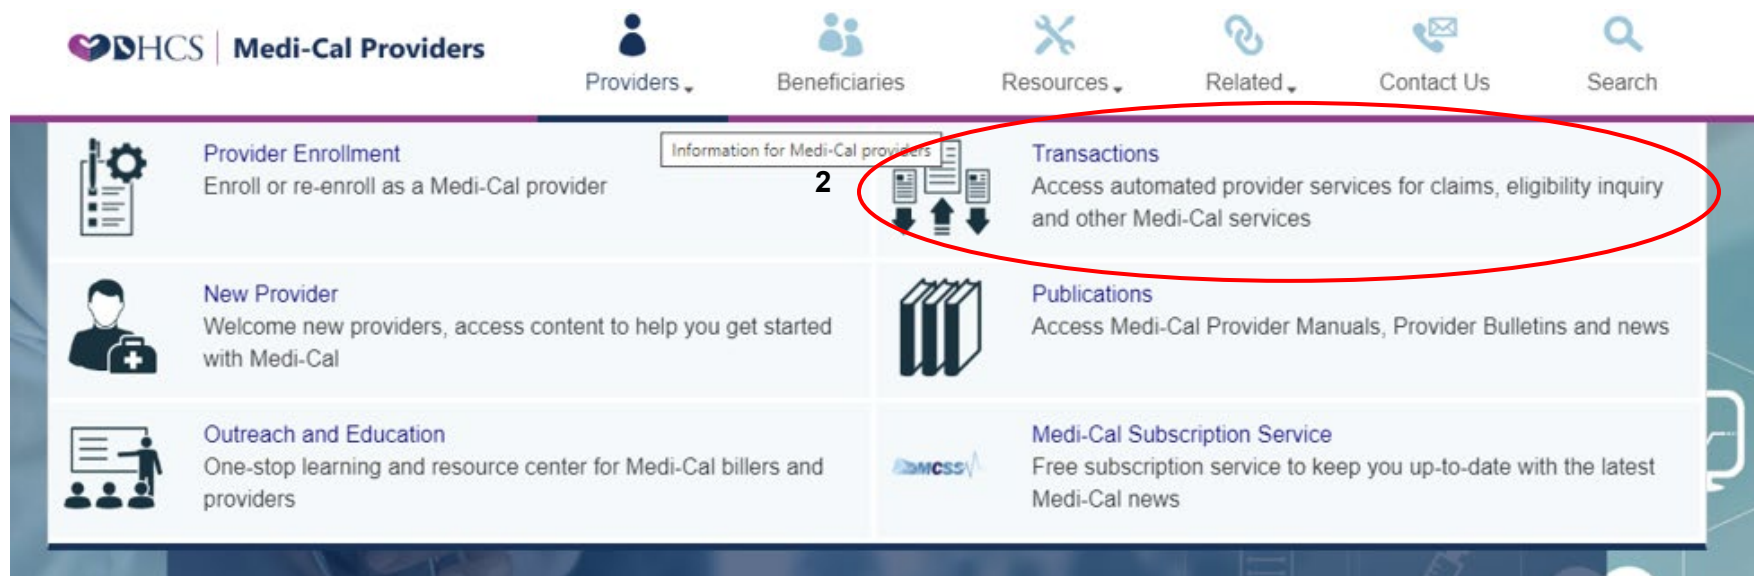 DHCS | Medi-Cal Providers
Providers
Beneficiaries
Resources
Related
Contact Us
Search
Information for Medi-Cal providers
2
Provider Enrollment
Enroll or re-enroll as a Medi-Cal provider
Transactions
Access automated provider services for claims, eligibility inquiry
and other Medi-Cal services
New Provider
Welcome new providers, access content to help you get started
with Medi-Cal
Publications
Access Medi-Cal Provider Manuals, Provider Bulletins and news
Outreach and Education
One-stop learning and resource center for Medi-Cal billers and
providers
MCSS
Medi-Cal Subscription Service
Free subscription service to keep you up-to-date with the latest
Medi-Cal news